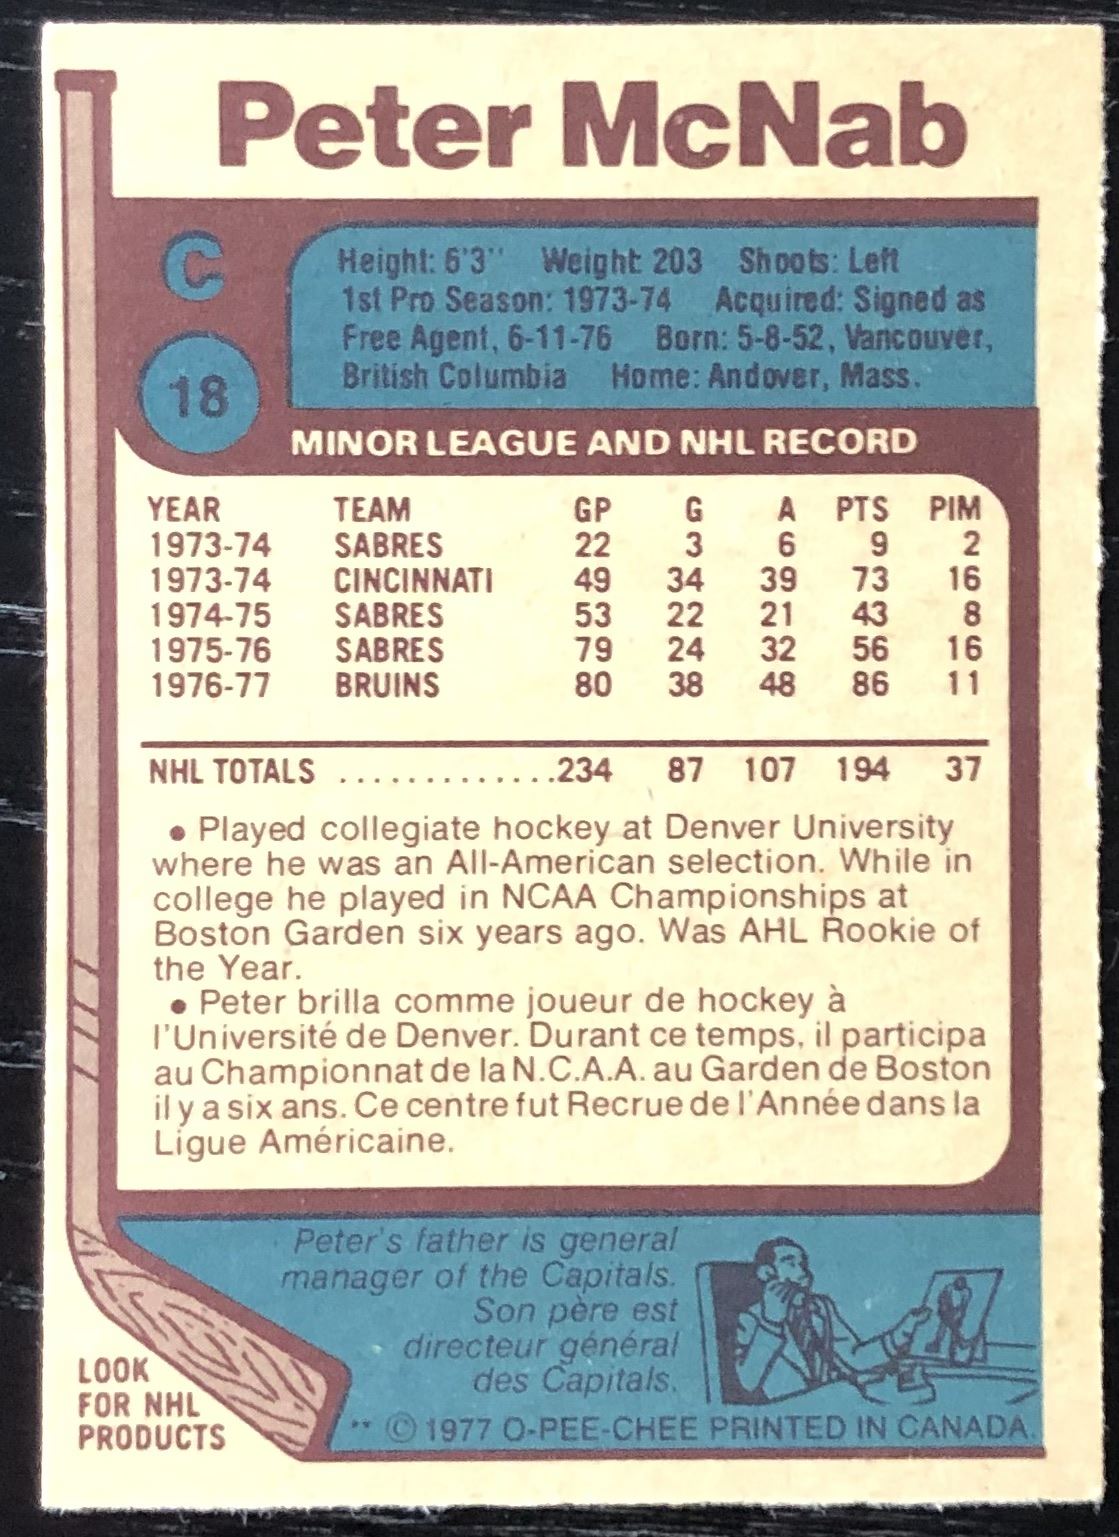 Peter McNab
C
18
Height: 6'3" Weight: 203 Shoots: Left
1st Pro Season: 1973-74 Acquired: Signed as
Free Agent, 6-11-76 Born: 5-8-52, Vancouver,
British Columbia Home: Andover, Mass.
MINOR LEAGUE AND NHL RECORD
YEAR TEAM GP G A PTS PIM
1973-74 SABRES 22 3 6 9 2
1973-74 CINCINNATI 49 34 39 73 16
1974-75 SABRES 53 22 21 43 8
1975-76 SABRES 79 24 32 56 16
1976-77 BRUINS 80 38 48 86 11
NHL TOTALS ..............234 87 107 194 37
• Played collegiate hockey at Denver University
where he was an All-American selection. While in
college he played in NCAA Championships at
Boston Garden six years ago. Was AHL Rookie of
the Year.
• Peter brilla comme joueur de hockey à
l'Université de Denver. Durant ce temps, il participa
au Championnat de la N.C.A.A. au Garden de Boston
il y a six ans. Ce centre fut Recrue de l'Année dans la
Ligue Américaine.
Peter's father is general
manager of the Capitals.
Son père est
directeur général
des Capitals.
LOOK
FOR NHL
PRODUCTS
** © 1977 O-PEE-CHEE PRINTED IN CANADA.